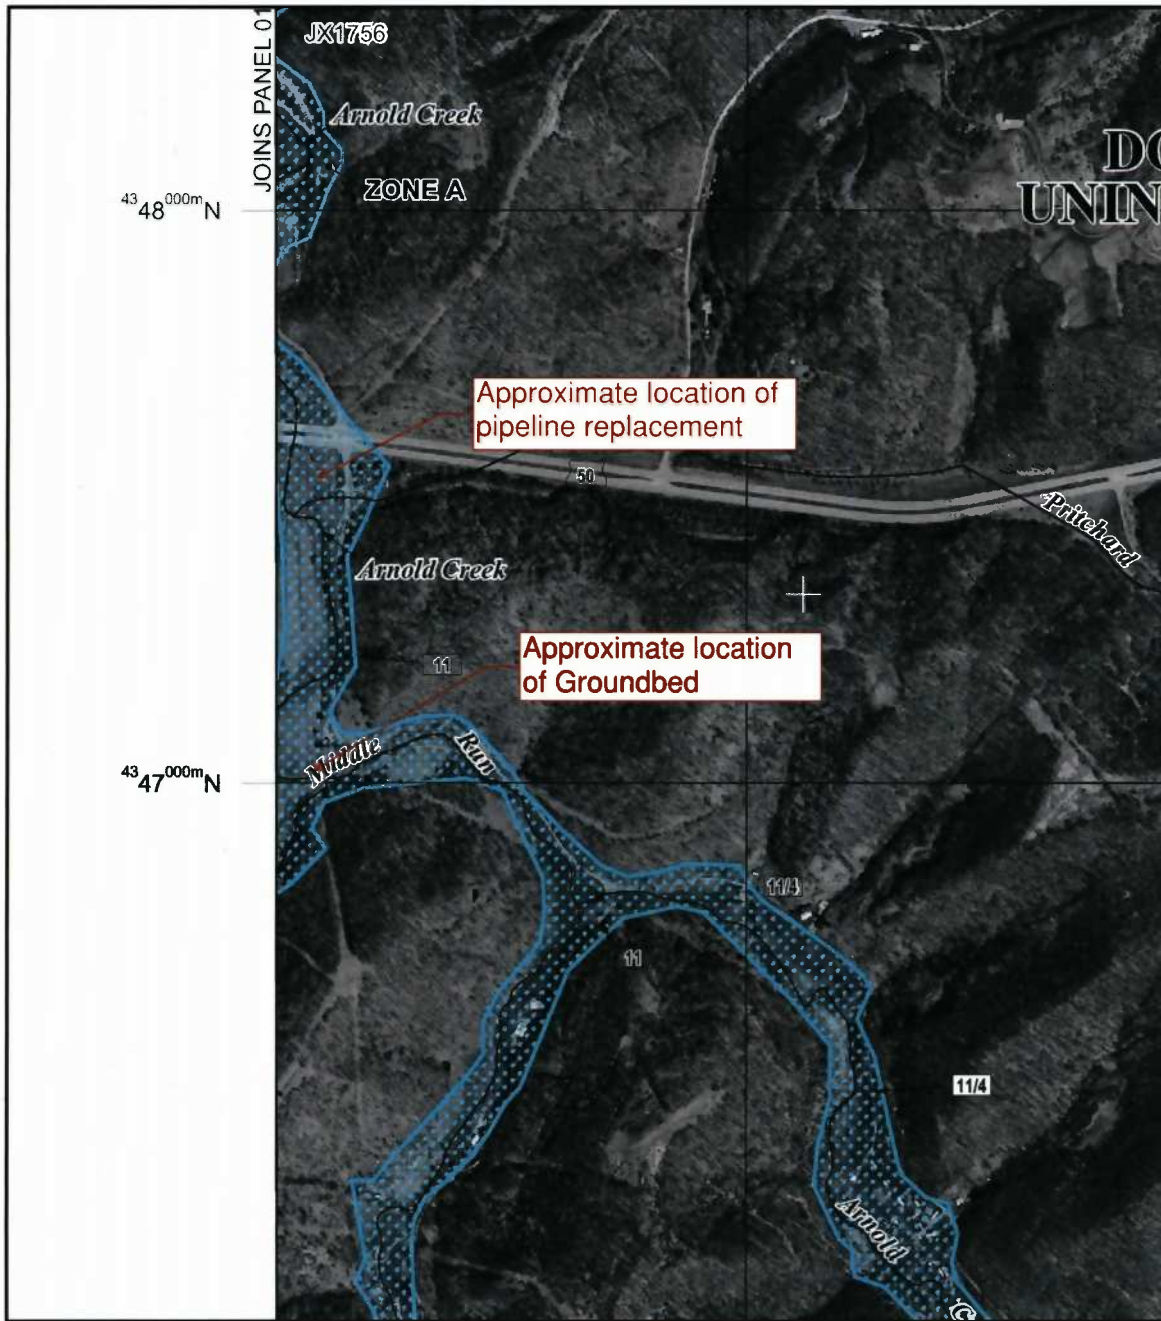 JOINS PANEL 01
JX1756
Arnold Creek
ZONE A
DO
UNIN
43 48 000m N
Approximate location of
pipeline replacement
50
Pritchard
Arnold Creek
11
Approximate location
of Groundbed
Middle
Run
43 47 000m N
11/4
11
11/4
Arnold
C